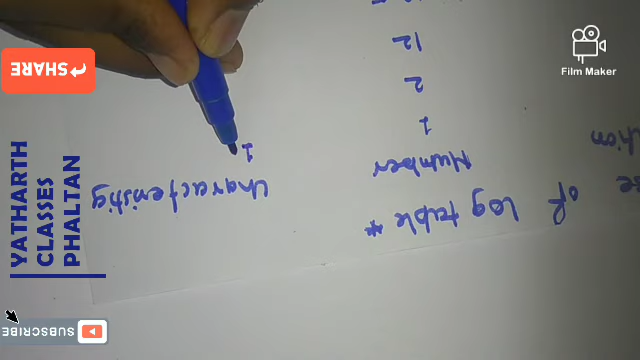 of log table *
Number
Characteristic
1
1
2
12
SHARE
YATHARTH
CLASSES
PHALTAN
SUBSCRIBE
Film Maker